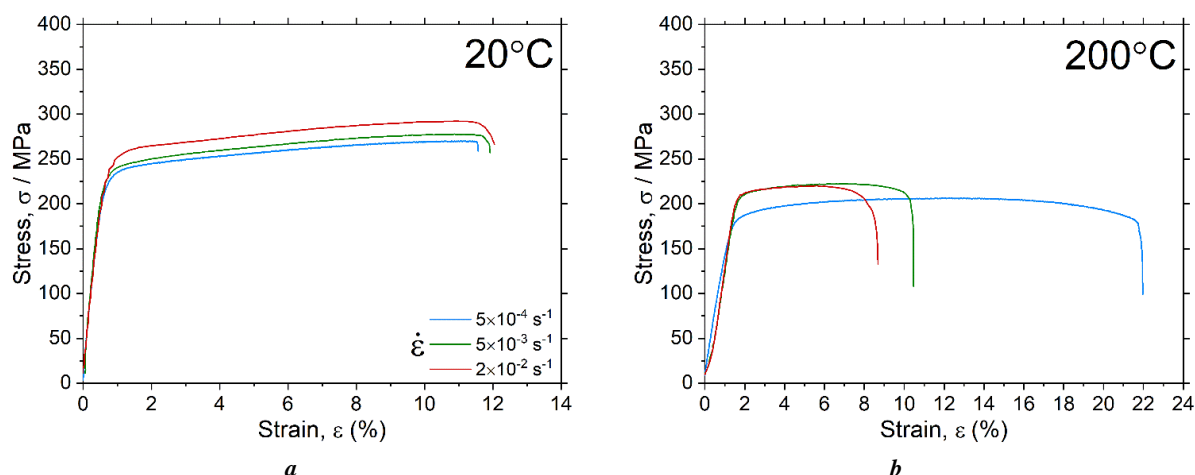 400
350
300
250
200
150
100
50
0
Stress, σ / MPa
20°C
ε̇
5×10⁻⁴ s⁻¹
5×10⁻³ s⁻¹
2×10⁻² s⁻¹
0 2 4 6 8 10 12 14
Strain, ε (%)
a
400
350
300
250
200
150
100
50
0
Stress, σ / MPa
200°C
0 2 4 6 8 10 12 14 16 18 20 22 24
Strain, ε (%)
b